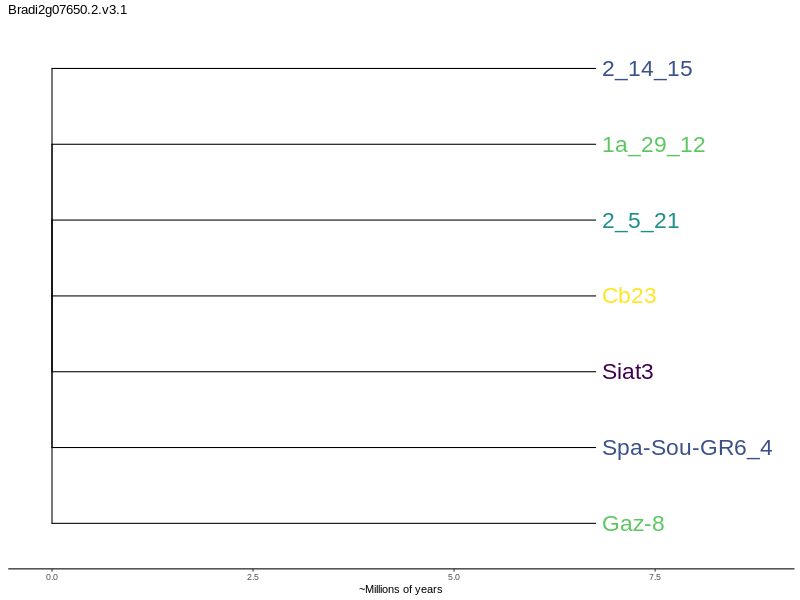 Bradi2g07650.2.v3.1
2_14_15
1a_29_12
2_5_21
Cb23
Siat3
Spa-Sou-GR6_4
Gaz-8
0.0 2.5 5.0 7.5
~Millions of years